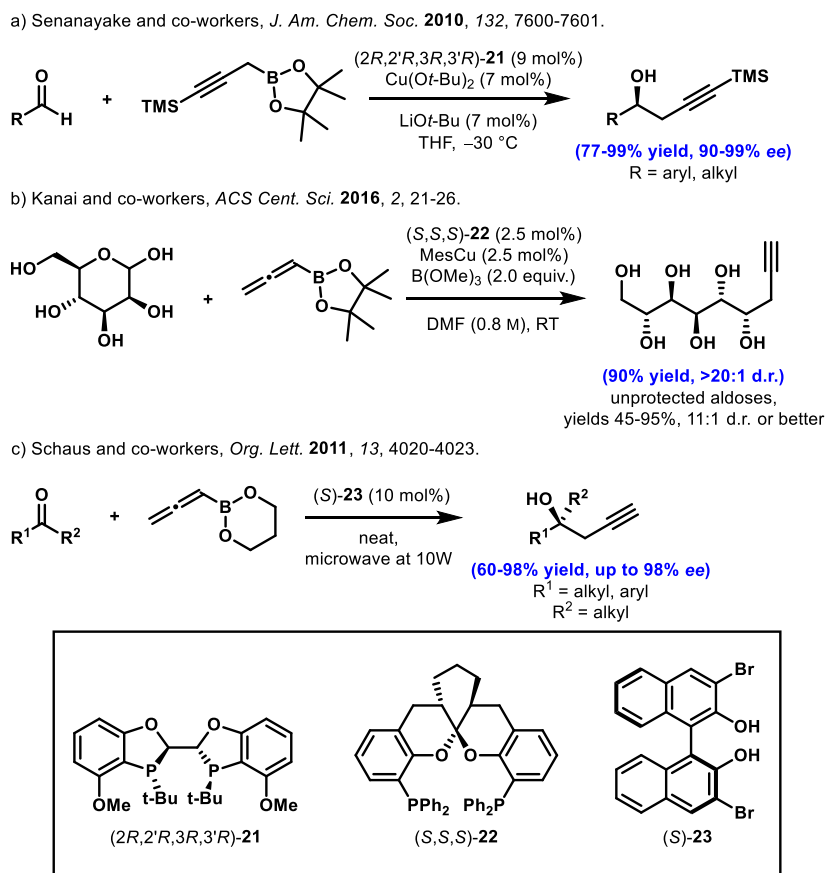 a) Senanayake and co-workers, J. Am. Chem. Soc. 2010, 132, 7600-7601.
O
R
H
+
TMS
B
O
O
(2R,2'R,3R,3'R)-21 (9 mol%)
Cu(Ot-Bu)2 (7 mol%)
LiOt-Bu (7 mol%)
THF, –30 °C
OH
R
TMS
(77-99% yield, 90-99% ee)
R = aryl, alkyl
b) Kanai and co-workers, ACS Cent. Sci. 2016, 2, 21-26.
HO
O
OH
HO
OH
OH
+
B
O
O
(S,S,S)-22 (2.5 mol%)
MesCu (2.5 mol%)
B(OMe)3 (2.0 equiv.)
DMF (0.8 M), RT
OH
OH
OH
OH
OH
OH
(90% yield, >20:1 d.r.)
unprotected aldoses,
yields 45-95%, 11:1 d.r. or better
c) Schaus and co-workers, Org. Lett. 2011, 13, 4020-4023.
O
R1
R2
+
B
O
O
(S)-23 (10 mol%)
neat,
microwave at 10W
HO
R2
R1
(60-98% yield, up to 98% ee)
R1 = alkyl, aryl
R2 = alkyl
O
O
P
P
OMe
t-Bu
t-Bu
OMe
(2R,2'R,3R,3'R)-21
O
O
PPh2
Ph2P
(S,S,S)-22
Br
OH
OH
Br
(S)-23